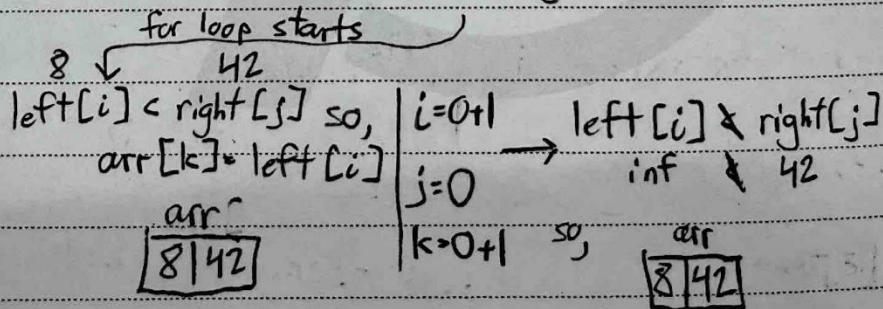 for loop starts
8 42
left[i] < right[j] so,
arr[k] = left[i]
arr
8|42
i=0+1
j=0
k=0+1 so,
left[i] ≮ right[j]
inf ≮ 42
arr
8|42